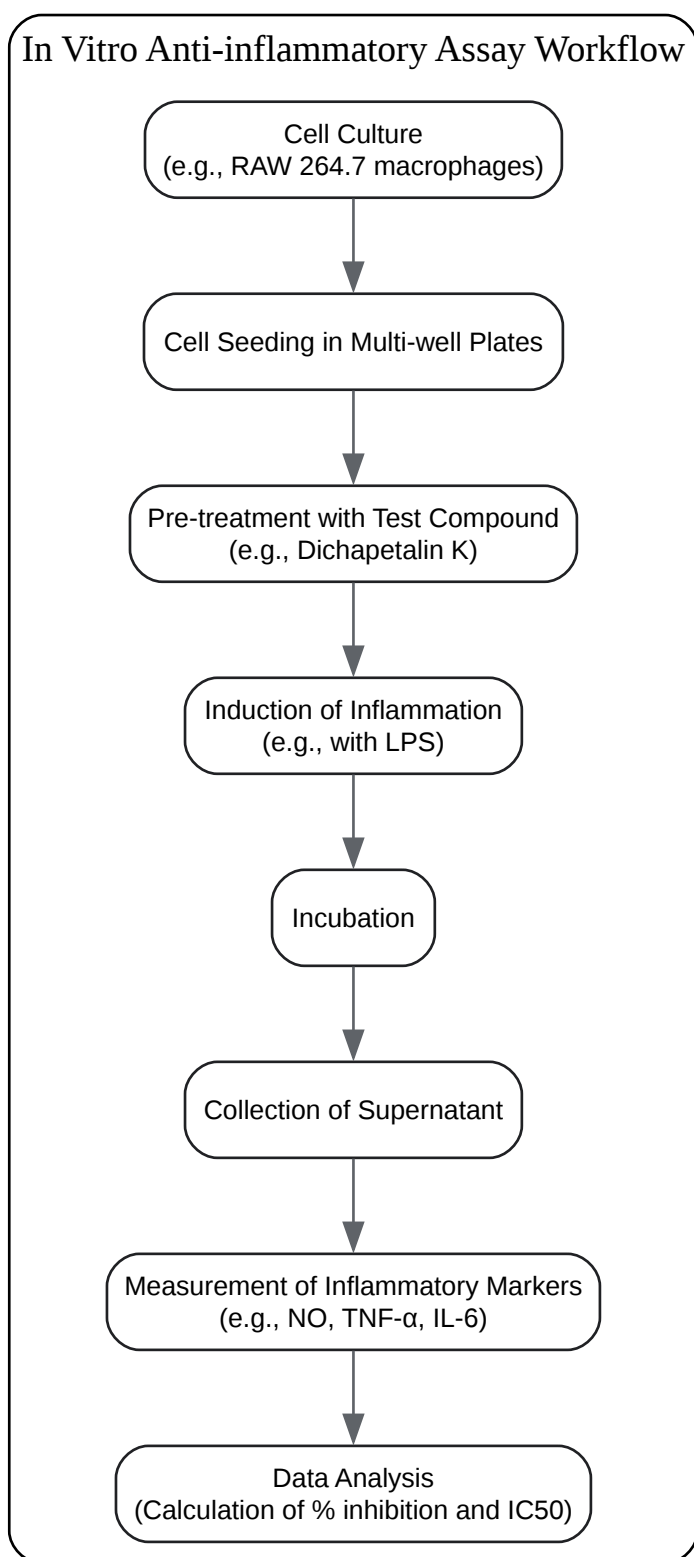 In Vitro Anti-inflammatory Assay Workflow
Cell Culture
(e.g., RAW 264.7 macrophages)
Cell Seeding in Multi-well Plates
Pre-treatment with Test Compound
(e.g., Dichapetalin K)
Induction of Inflammation
(e.g., with LPS)
Incubation
Collection of Supernatant
Measurement of Inflammatory Markers
(e.g., NO, TNF-α, IL-6)
Data Analysis
(Calculation of % inhibition and IC50)